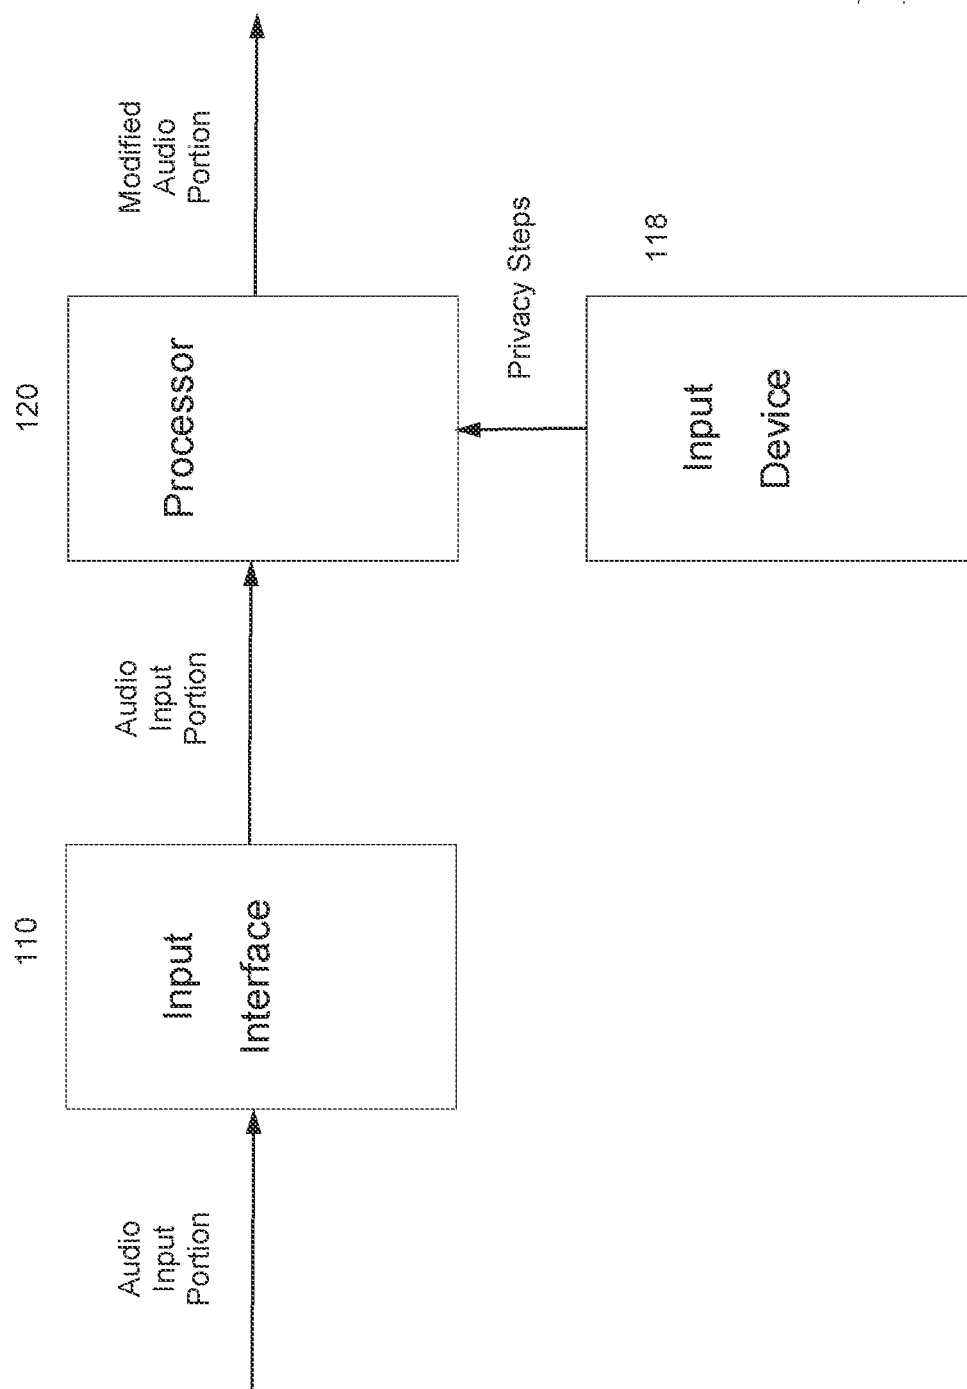 110
120
Audio
Input
Portion
Input
Interface
Audio
Input
Portion
Processor
Modified
Audio
Portion
Privacy Steps
118
Input
Device